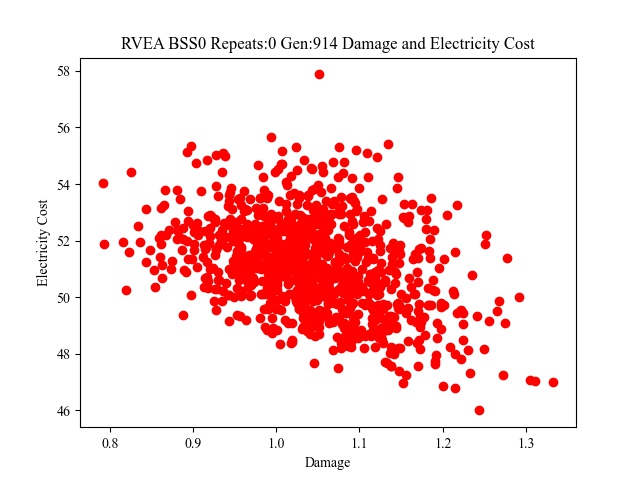 RVEA BSS0 Repeats:0 Gen:914 Damage and Electricity Cost
58
56
54
52
50
48
46
Electricity Cost
0.8 0.9 1.0 1.1 1.2 1.3
Damage